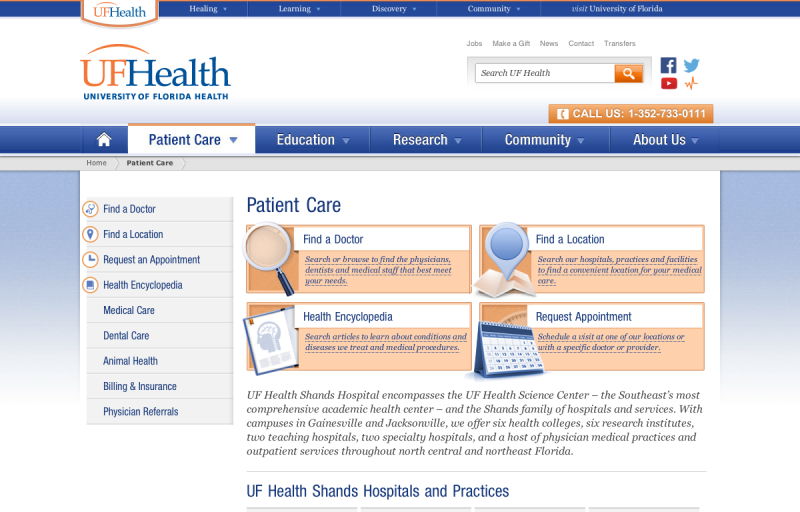 UFHealth
Healing
Learning
Discovery
Community
visit University of Florida
Jobs
Make a Gift
News
Contact
Transfers
UFHealth
UNIVERSITY OF FLORIDA HEALTH
Search UF Health
CALL US: 1-352-733-0111
Patient Care
Education
Research
Community
About Us
Home
Patient Care
Find a Doctor
Find a Location
Request an Appointment
Health Encyclopedia
Medical Care
Dental Care
Animal Health
Billing & Insurance
Physician Referrals
Patient Care
Find a Doctor
Search or browse to find the physicians,
dentists and medical staff that best meet
your needs.
Find a Location
Search our hospitals, practices and facilities
to find a convenient location for your medical
care.
Health Encyclopedia
Search articles to learn about conditions and
diseases we treat and medical procedures.
Request Appointment
Schedule a visit at one of our locations or
with a specific doctor or provider.
UF Health Shands Hospital encompasses the UF Health Science Center – the Southeast's most
comprehensive academic health center – and the Shands family of hospitals and services. With
campuses in Gainesville and Jacksonville, we offer six health colleges, six research institutes,
two teaching hospitals, two specialty hospitals, and a host of physician medical practices and
outpatient services throughout north central and northeast Florida.
UF Health Shands Hospitals and Practices